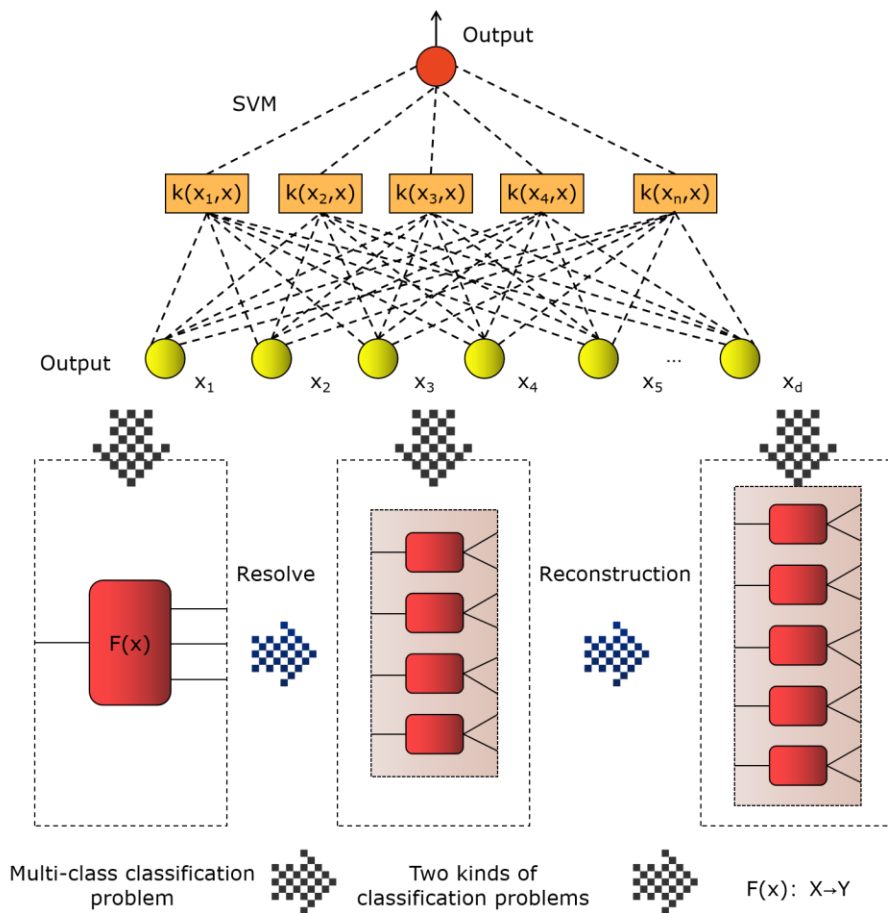 Output
SVM
k(x₁,x) k(x₂,x) k(x₃,x) k(x₄,x) k(xₙ,x)
Output
x₁ x₂ x₃ x₄ x₅ ... x_d
Resolve
Reconstruction
F(x)
Multi-class classification
problem
Two kinds of
classification problems
F(x): X→Y